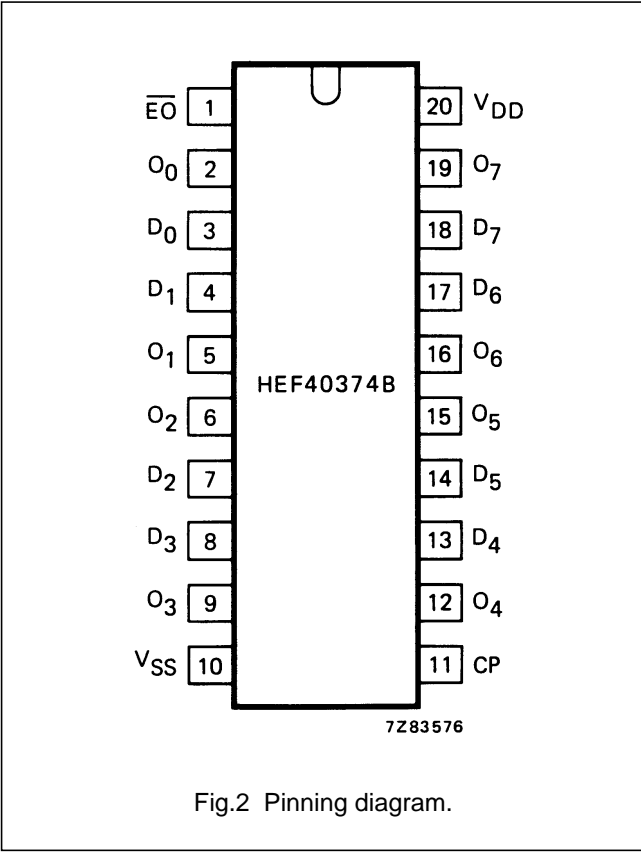 E̅O̅ 1 20 VDD
O0 2 19 O7
D0 3 18 D7
D1 4 17 D6
O1 5 16 O6
HEF40374B
O2 6 15 O5
D2 7 14 D5
D3 8 13 D4
O3 9 12 O4
VSS 10 11 CP
7Z83576
Fig.2 Pinning diagram.